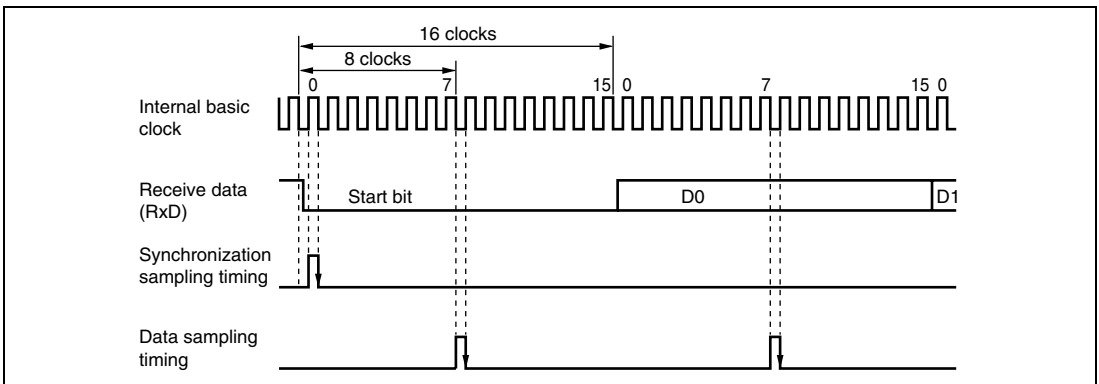 16 clocks
8 clocks
0 7 15 0 7 15 0
Internal basic
clock
Receive data
(RxD)
Start bit D0 D1
Synchronization
sampling timing
Data sampling
timing